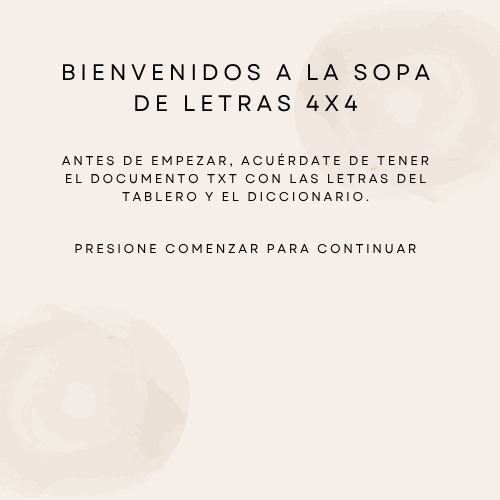 BIENVENIDOS A LA SOPA
DE LETRAS 4X4
ANTES DE EMPEZAR, ACUÉRDATE DE TENER
EL DOCUMENTO TXT CON LAS LETRAS DEL
TABLERO Y EL DICCIONARIO.
PRESIONE COMENZAR PARA CONTINUAR